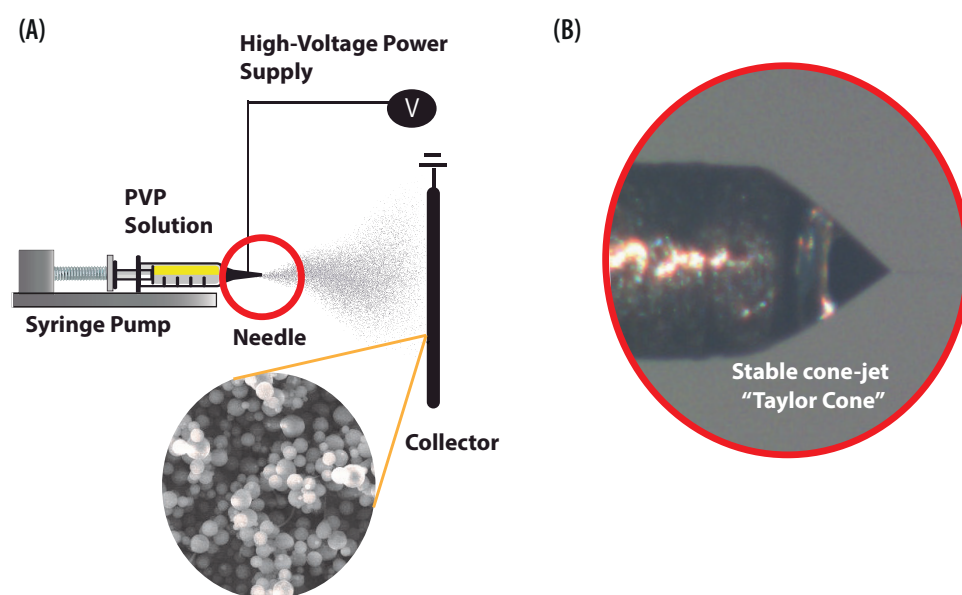 (A)
High-Voltage Power
Supply
V
PVP
Solution
Syringe Pump
Needle
Collector
(B)
Stable cone-jet
“Taylor Cone”